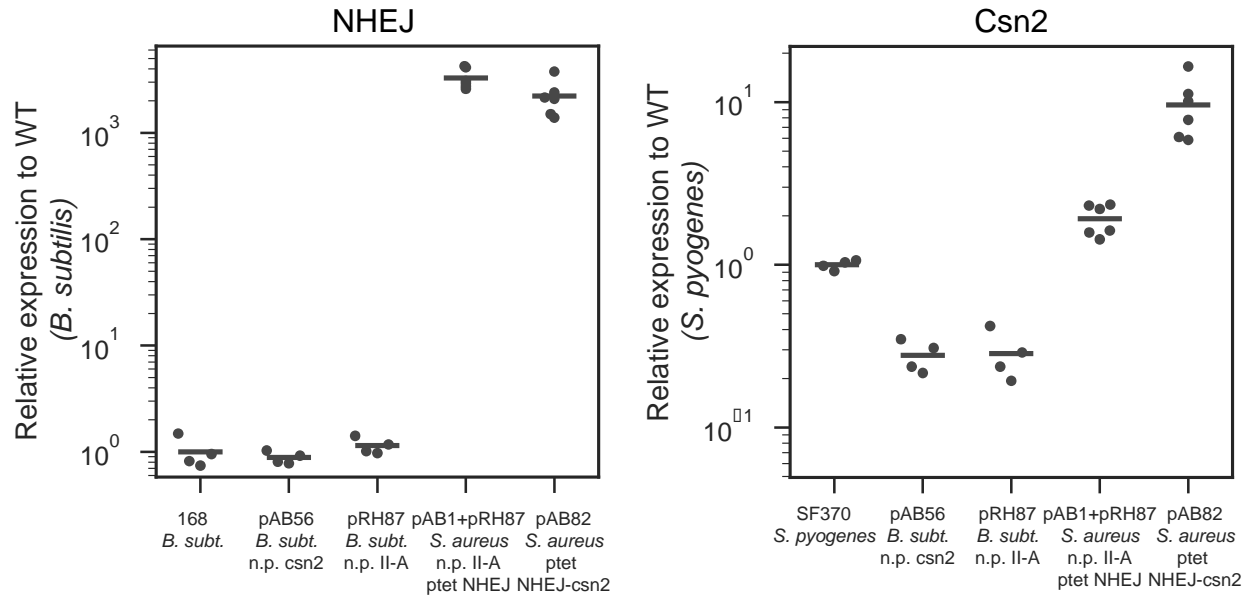 NHEJ
Relative expression to WT
(B. subtilis)
10^3
10^2
10^1
10^0
168
B. subt.
pAB56
B. subt.
n.p. csn2
pRH87
B. subt.
n.p. II-A
pAB1+pRH87
S. aureus
n.p. II-A
ptet NHEJ
pAB82
S. aureus
ptet
NHEJ-csn2
Csn2
Relative expression to WT
(S. pyogenes)
10^1
10^0
10^▯1
SF370
S. pyogenes
pAB56
B. subt.
n.p. csn2
pRH87
B. subt.
n.p. II-A
pAB1+pRH87
S. aureus
n.p. II-A
ptet NHEJ
pAB82
S. aureus
ptet
NHEJ-csn2